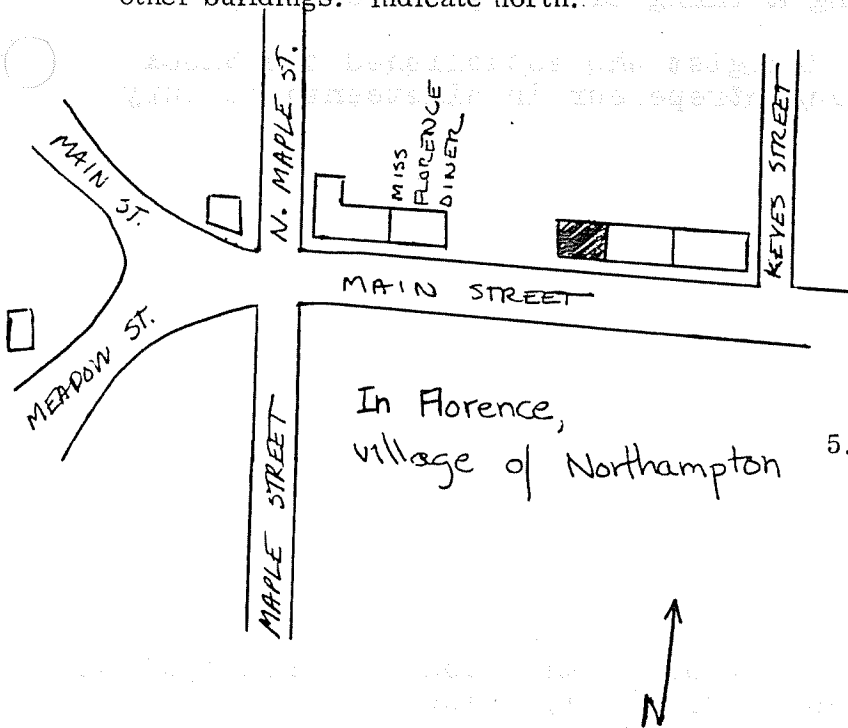 other buildings. Indicate north.
MAIN ST.
N. MAPLE ST.
MISS
FLORENCE
DINER
KEYES STREET
MAIN STREET
MEADOW ST.
MAPLE STREET
In Florence,
village of Northampton
5.
N